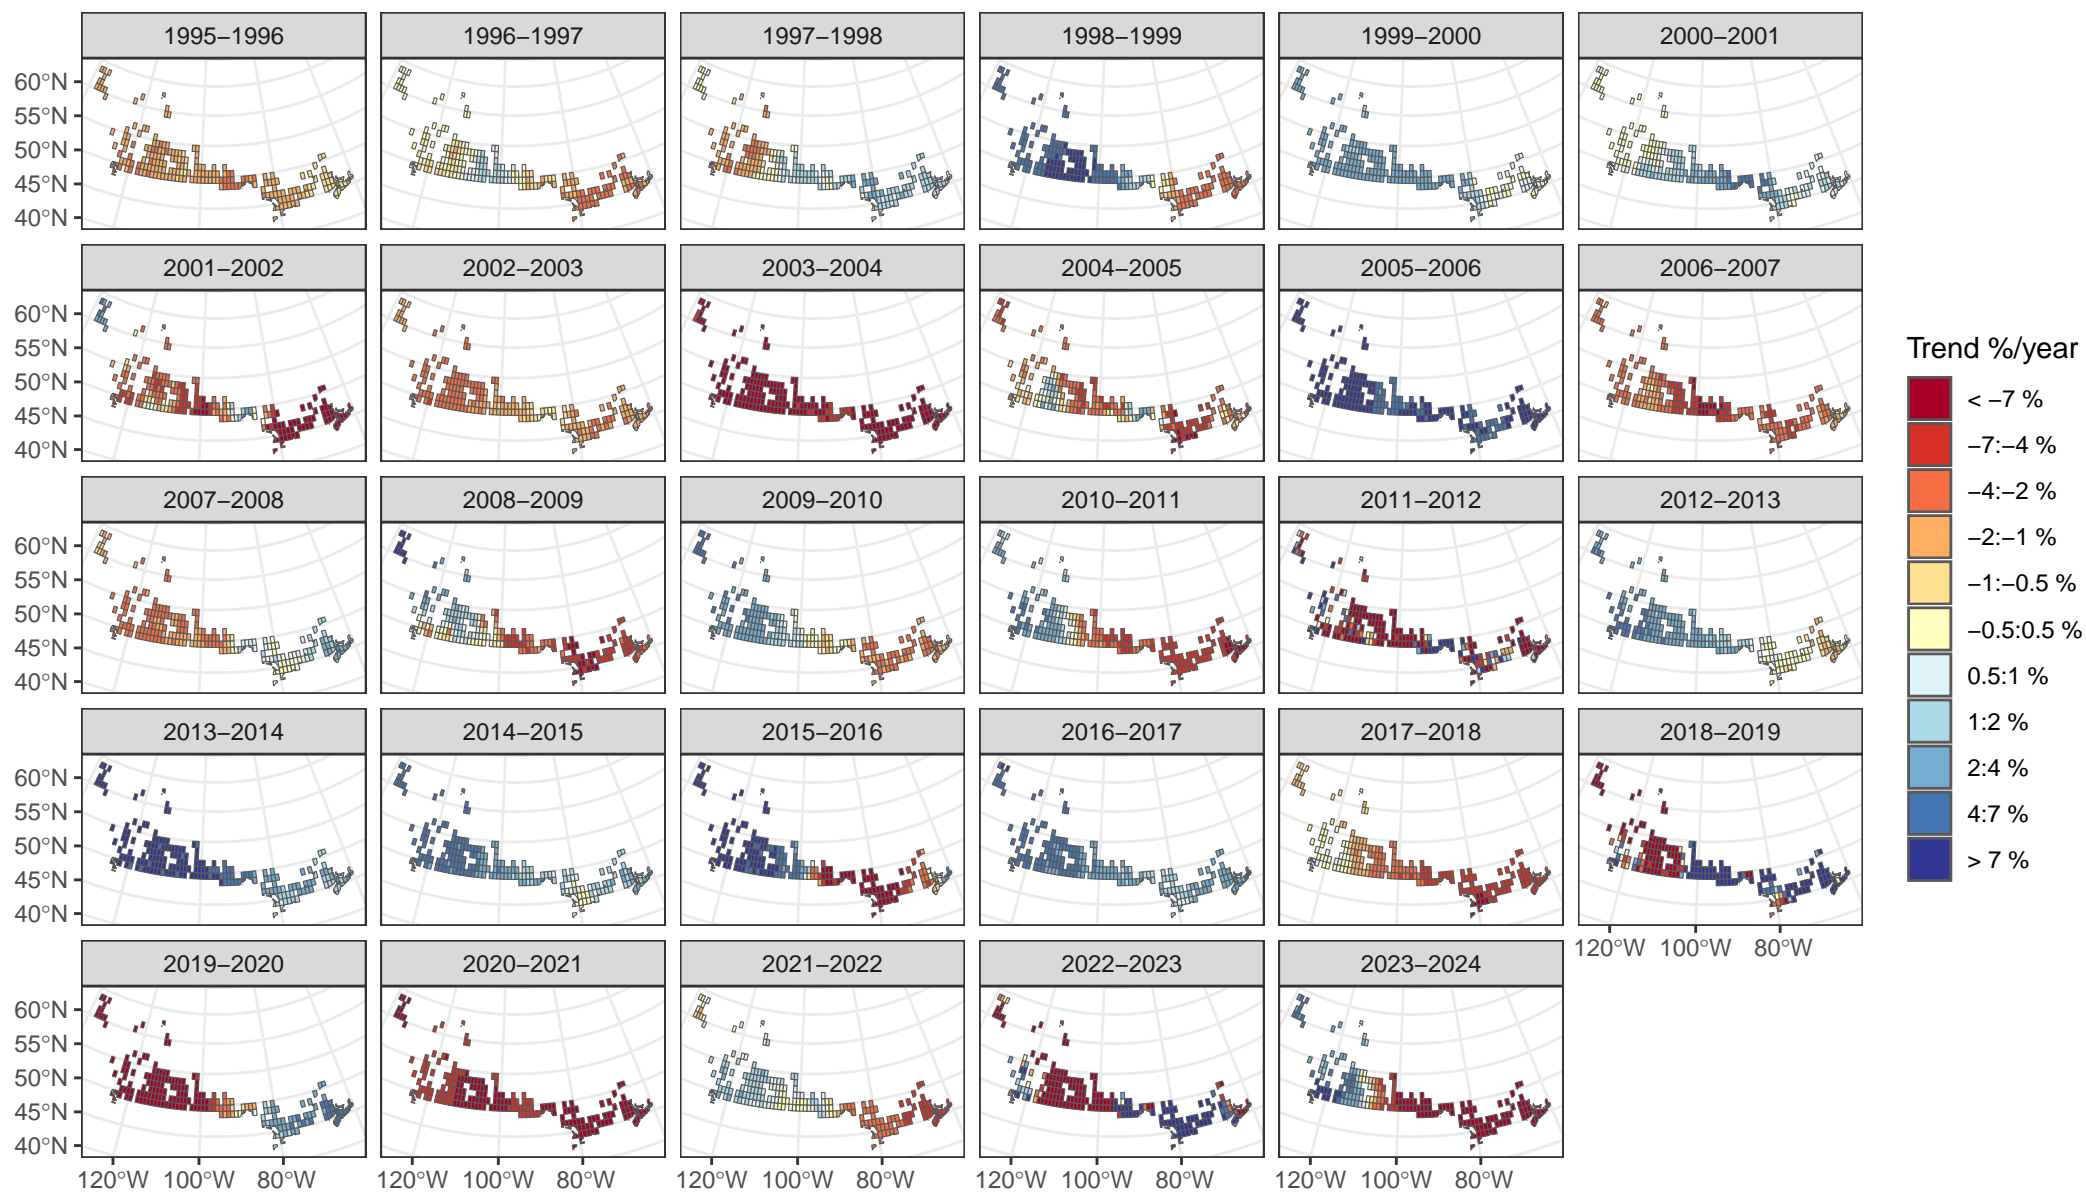 1995−1996 1996−1997 1997−1998 1998−1999 1999−2000 2000−2001
60°N
55°N
50°N
45°N
40°N
2001−2002 2002−2003 2003−2004 2004−2005 2005−2006 2006−2007
60°N
55°N
50°N
45°N
40°N
2007−2008 2008−2009 2009−2010 2010−2011 2011−2012 2012−2013
60°N
55°N
50°N
45°N
40°N
2013−2014 2014−2015 2015−2016 2016−2017 2017−2018 2018−2019
60°N
55°N
50°N
45°N
40°N
120°W 100°W 80°W
2019−2020 2020−2021 2021−2022 2022−2023 2023−2024
60°N
55°N
50°N
45°N
40°N
120°W 100°W 80°W 120°W 100°W 80°W 120°W 100°W 80°W 120°W 100°W 80°W 120°W 100°W 80°W
Trend %/year
< −7 %
−7:−4 %
−4:−2 %
−2:−1 %
−1:−0.5 %
−0.5:0.5 %
0.5:1 %
1:2 %
2:4 %
4:7 %
> 7 %